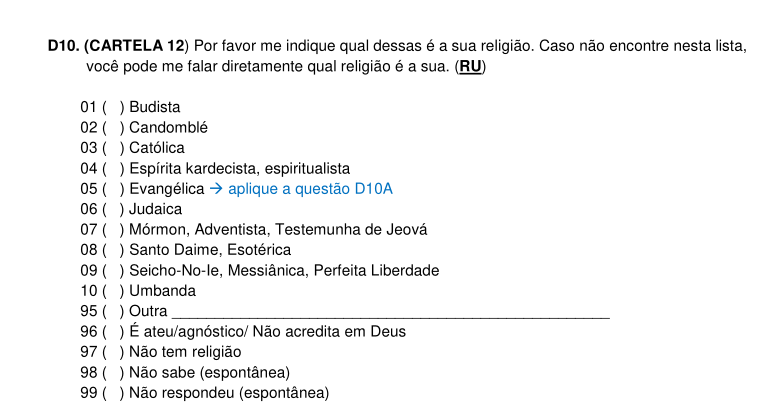 D10. (CARTELA 12) Por favor me indique qual dessas é a sua religião. Caso não encontre nesta lista,
você pode me falar diretamente qual religião é a sua. (RU)
01 ( ) Budista
02 ( ) Candomblé
03 ( ) Católica
04 ( ) Espírita kardecista, espiritualista
05 ( ) Evangélica → aplique a questão D10A
06 ( ) Judaica
07 ( ) Mórmon, Adventista, Testemunha de Jeová
08 ( ) Santo Daime, Esotérica
09 ( ) Seicho-No-Ie, Messiânica, Perfeita Liberdade
10 ( ) Umbanda
95 ( ) Outra ____________________________________________________
96 ( ) É ateu/agnóstico/ Não acredita em Deus
97 ( ) Não tem religião
98 ( ) Não sabe (espontânea)
99 ( ) Não respondeu (espontânea)